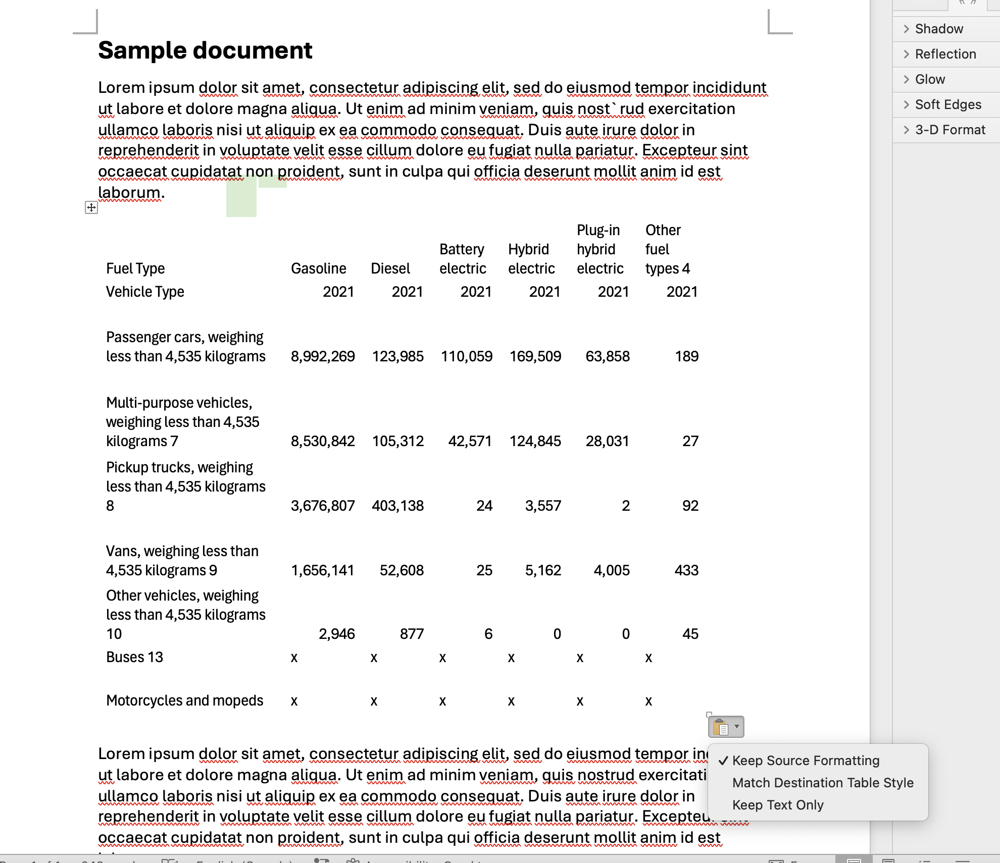 Shadow
Reflection
Glow
Soft Edges
3-D Format
Sample document
Lorem ipsum dolor sit amet, consectetur adipiscing elit, sed do eiusmod tempor incididunt
ut labore et dolore magna aliqua. Ut enim ad minim veniam, quis nost`rud exercitation
ullamco laboris nisi ut aliquip ex ea commodo consequat. Duis aute irure dolor in
reprehenderit in voluptate velit esse cillum dolore eu fugiat nulla pariatur. Excepteur sint
occaecat cupidatat non proident, sunt in culpa qui officia deserunt mollit anim id est
laborum.
Plug-in Other
Battery Hybrid hybrid fuel
Fuel Type Gasoline Diesel electric electric electric types 4
Vehicle Type 2021 2021 2021 2021 2021 2021
Passenger cars, weighing
less than 4,535 kilograms 8,992,269 123,985 110,059 169,509 63,858 189
Multi-purpose vehicles,
weighing less than 4,535
kilograms 7 8,530,842 105,312 42,571 124,845 28,031 27
Pickup trucks, weighing
less than 4,535 kilograms
8 3,676,807 403,138 24 3,557 2 92
Vans, weighing less than
4,535 kilograms 9 1,656,141 52,608 25 5,162 4,005 433
Other vehicles, weighing
less than 4,535 kilograms
10 2,946 877 6 0 0 45
Buses 13 x x x x x x
Motorcycles and mopeds x x x x x x
Lorem ipsum dolor sit amet, consectetur adipiscing elit, sed do eiusmod tempor
ut labore et dolore magna aliqua. Ut enim ad minim veniam, quis nostrud exercitati
ullamco laboris nisi ut aliquip ex ea commodo consequat. Duis aute irure dolor in
reprehenderit in voluptate velit esse cillum dolore eu fugiat nulla pariatur.
occaecat cupidatat non proident, sunt in culpa qui officia deserunt mollit anim id est
Keep Source Formatting
Match Destination Table Style
Keep Text Only